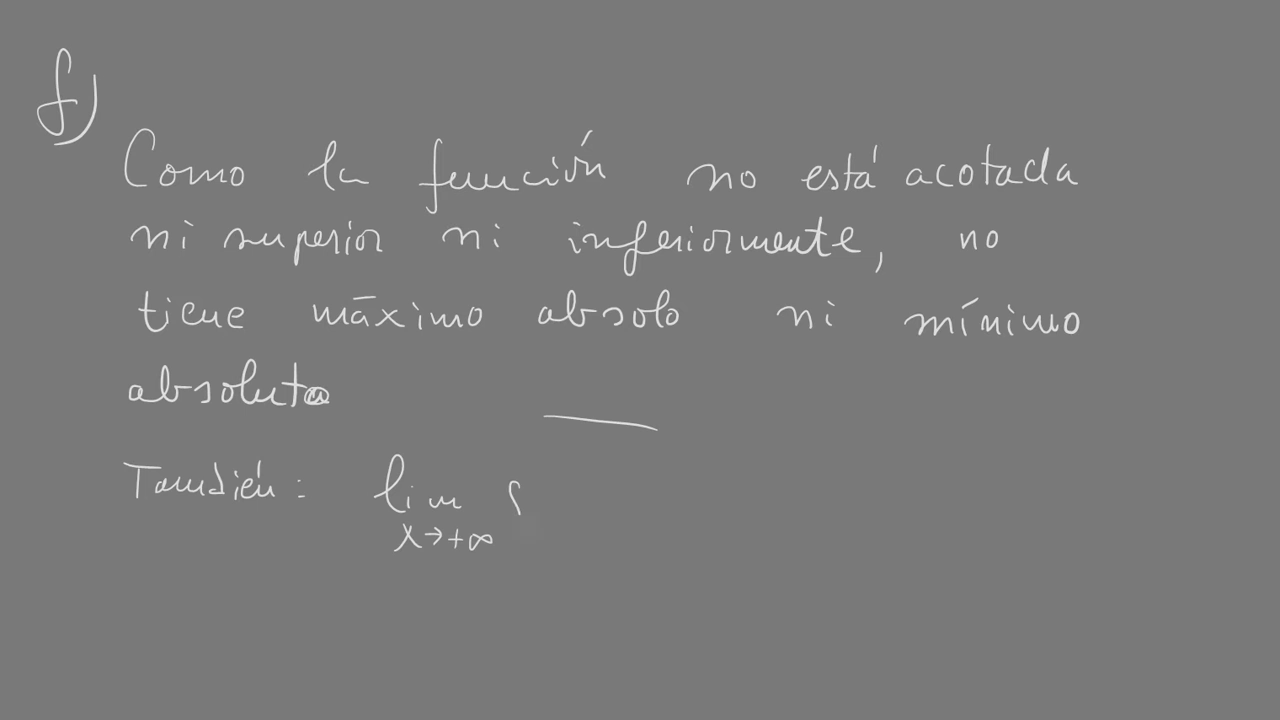 f)
Como la función no está acotada
ni superior ni inferiormente, no
tiene máximo absolo ni mínimo
absoluto
También: lim
x→+∞